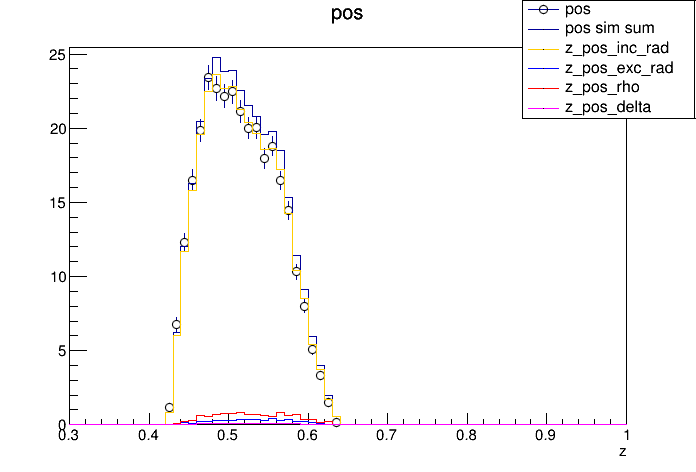 pos
pos
pos sim sum
z_pos_inc_rad
z_pos_exc_rad
z_pos_rho
z_pos_delta
25
20
15
10
5
0
0.3 0.4 0.5 0.6 0.7 0.8 0.9 1
z